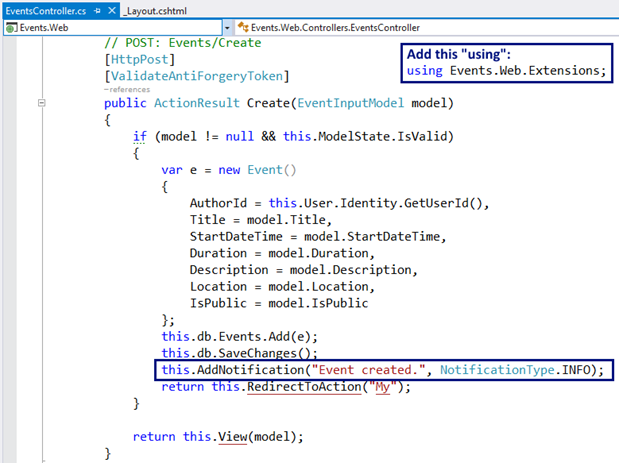 EventsController.cs
_Layout.cshtml
Events.Web
Events.Web.Controllers.EventsController
// POST: Events/Create
Add this "using":
using Events.Web.Extensions;
[HttpPost]
[ValidateAntiForgeryToken]
-references
public ActionResult Create(EventInputModel model)
{
if (model != null && this.ModelState.IsValid)
{
var e = new Event()
{
AuthorId = this.User.Identity.GetUserId(),
Title = model.Title,
StartDateTime = model.StartDateTime,
Duration = model.Duration,
Description = model.Description,
Location = model.Location,
IsPublic = model.IsPublic
};
this.db.Events.Add(e);
this.db.SaveChanges();
this.AddNotification("Event created.", NotificationType.INFO);
return this.RedirectToAction("My");
}
return this.View(model);
}